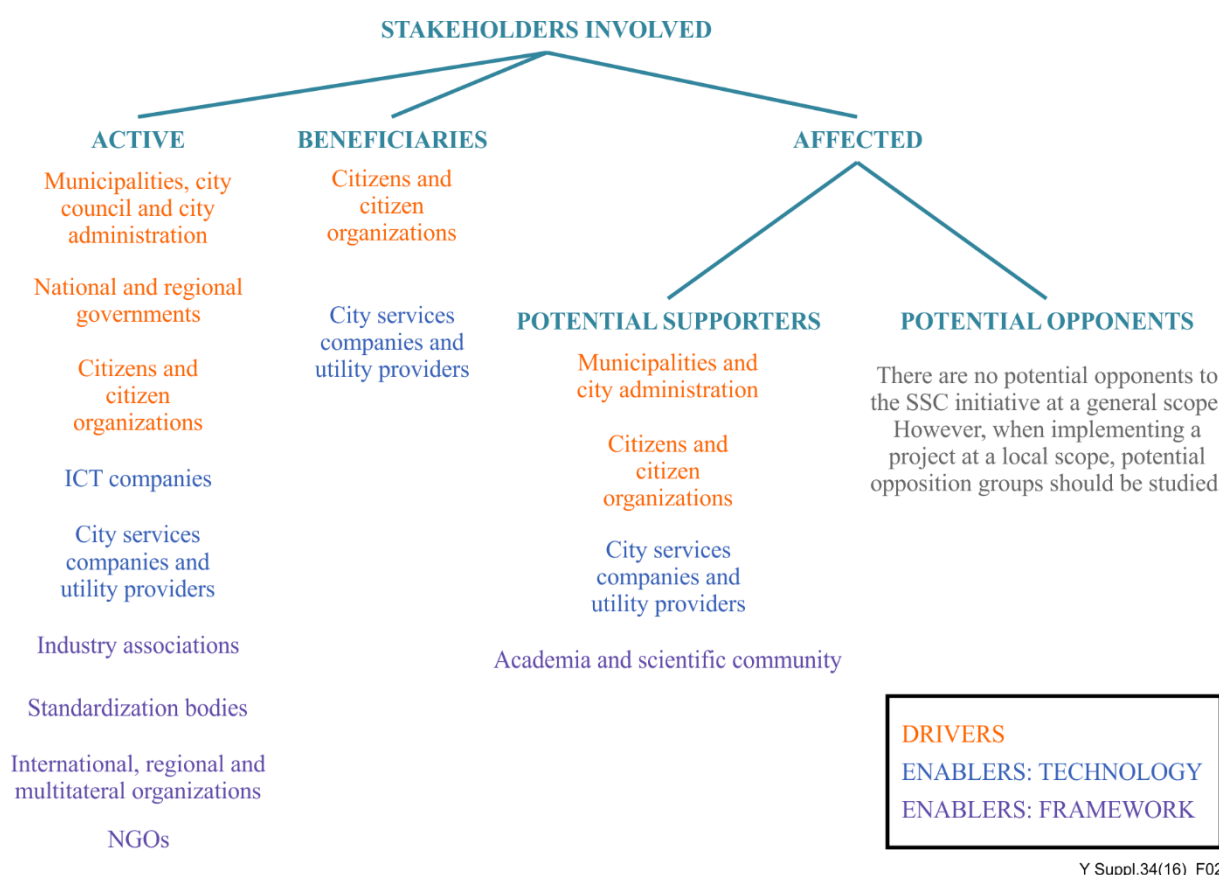 STAKEHOLDERS INVOLVED
ACTIVE
Municipalities, city
council and city
administration
National and regional
governments
Citizens and
citizen
organizations
ICT companies
City services
companies and
utility providers
Industry associations
Standardization bodies
International, regional and
multitateral organizations
NGOs
BENEFICIARIES
Citizens and
citizen
organizations
City services
companies and
utility providers
AFFECTED
POTENTIAL SUPPORTERS
Municipalities and
city administration
Citizens and
citizen
organizations
City services
companies and
utility providers
Academia and scientific community
POTENTIAL OPPONENTS
There are no potential opponents to
the SSC initiative at a general scope
However, when implementing a
project at a local scope, potential
opposition groups should be studied
DRIVERS
ENABLERS: TECHNOLOGY
ENABLERS: FRAMEWORK
Y Suppl.34(16)_F02